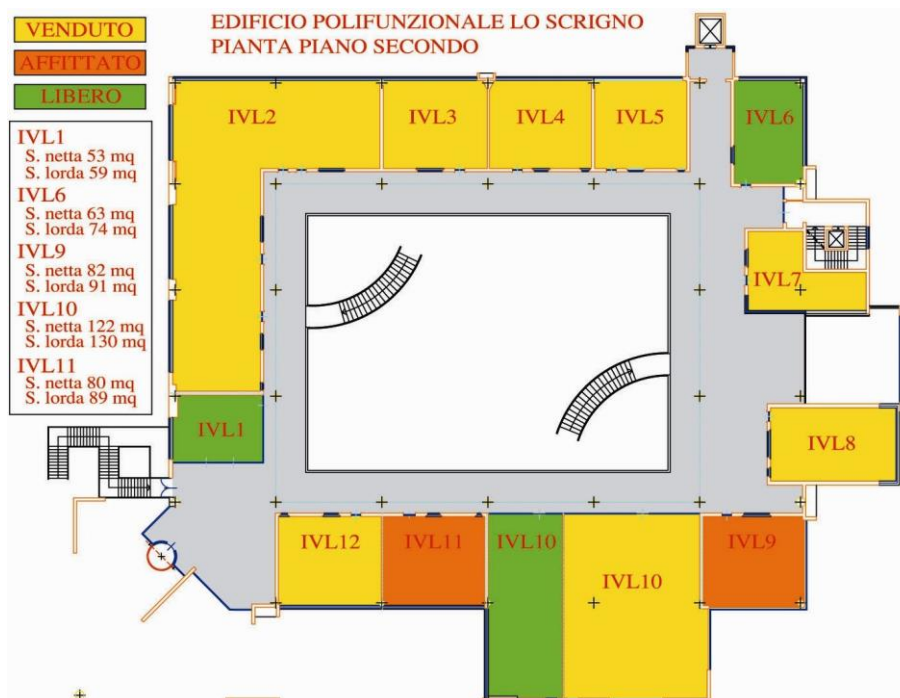 EDIFICIO POLIFUNZIONALE LO SCRIGNO
PIANTA PIANO SECONDO
VENDUTO
AFFITTATO
LIBERO
IVL1
S. netta 53 mq
S. lorda 59 mq
IVL6
S. netta 63 mq
S. lorda 74 mq
IVL9
S. netta 82 mq
S. lorda 91 mq
IVL10
S. netta 122 mq
S. lorda 130 mq
IVL11
S. netta 80 mq
S. lorda 89 mq
IVL2
IVL3
IVL4
IVL5
IVL6
IVL7
IVL1
IVL8
IVL12
IVL11
IVL10
IVL10
IVL9